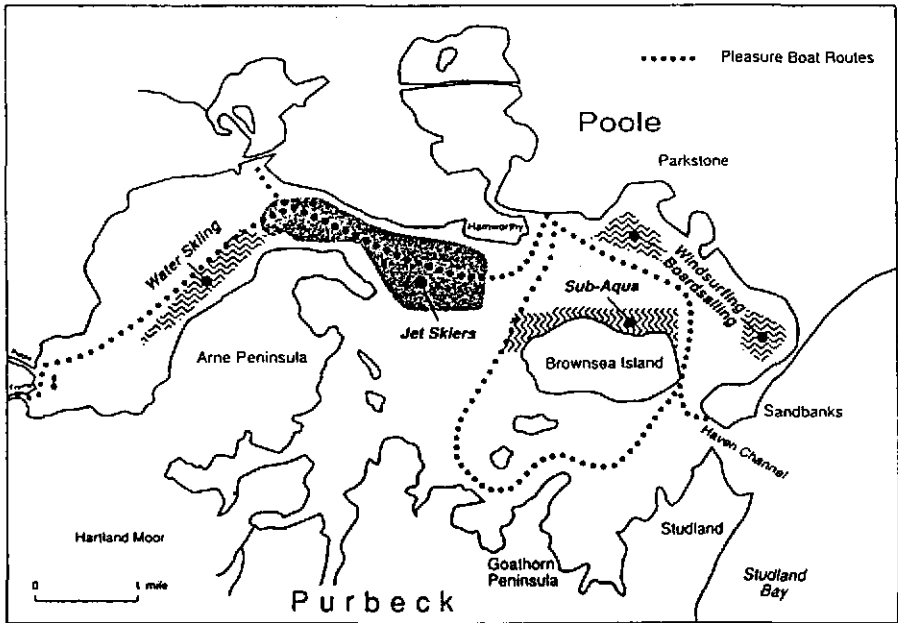 Pleasure Boat Routes
Poole
Parkstone
Hamworthy
Water Skiing
Windsurfing
Boardsailing
Sub-Aqua
Jet Skiers
Arne Peninsula
Brownsea Island
Sandbanks
Haven Channel
Hartland Moor
Goathorn
Peninsula
Studland
Studland
Bay
0 1 mile
Purbeck